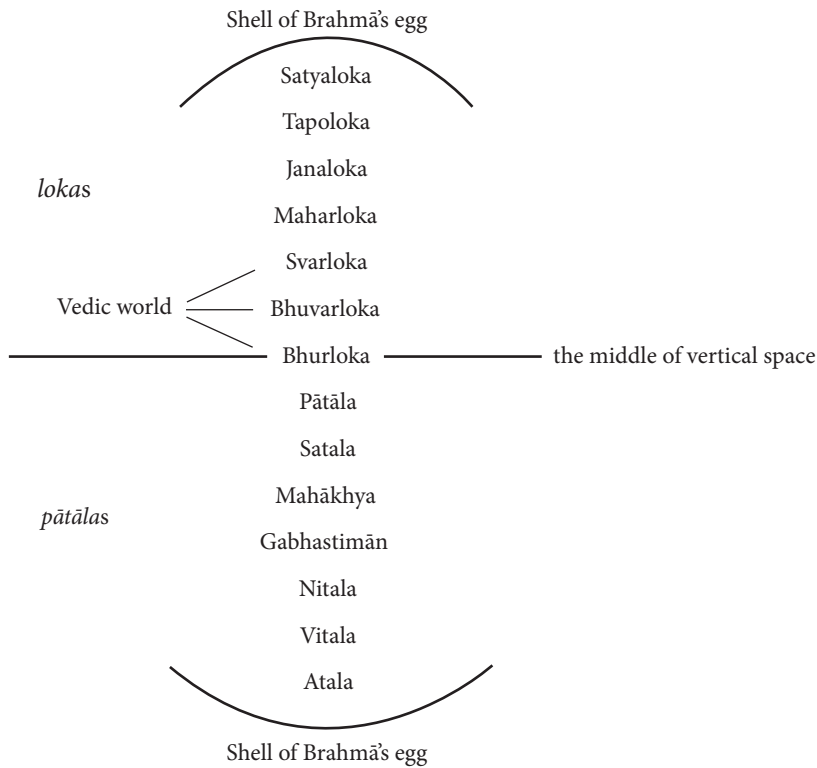 Shell of Brahmā's egg
Satyaloka
Tapoloka
Janaloka
lokas
Maharloka
Svarloka
Vedic world
Bhuvarloka
Bhurloka
the middle of vertical space
Pātāla
Satala
Mahākhya
pātālas
Gabhastimān
Nitala
Vitala
Atala
Shell of Brahmā's egg